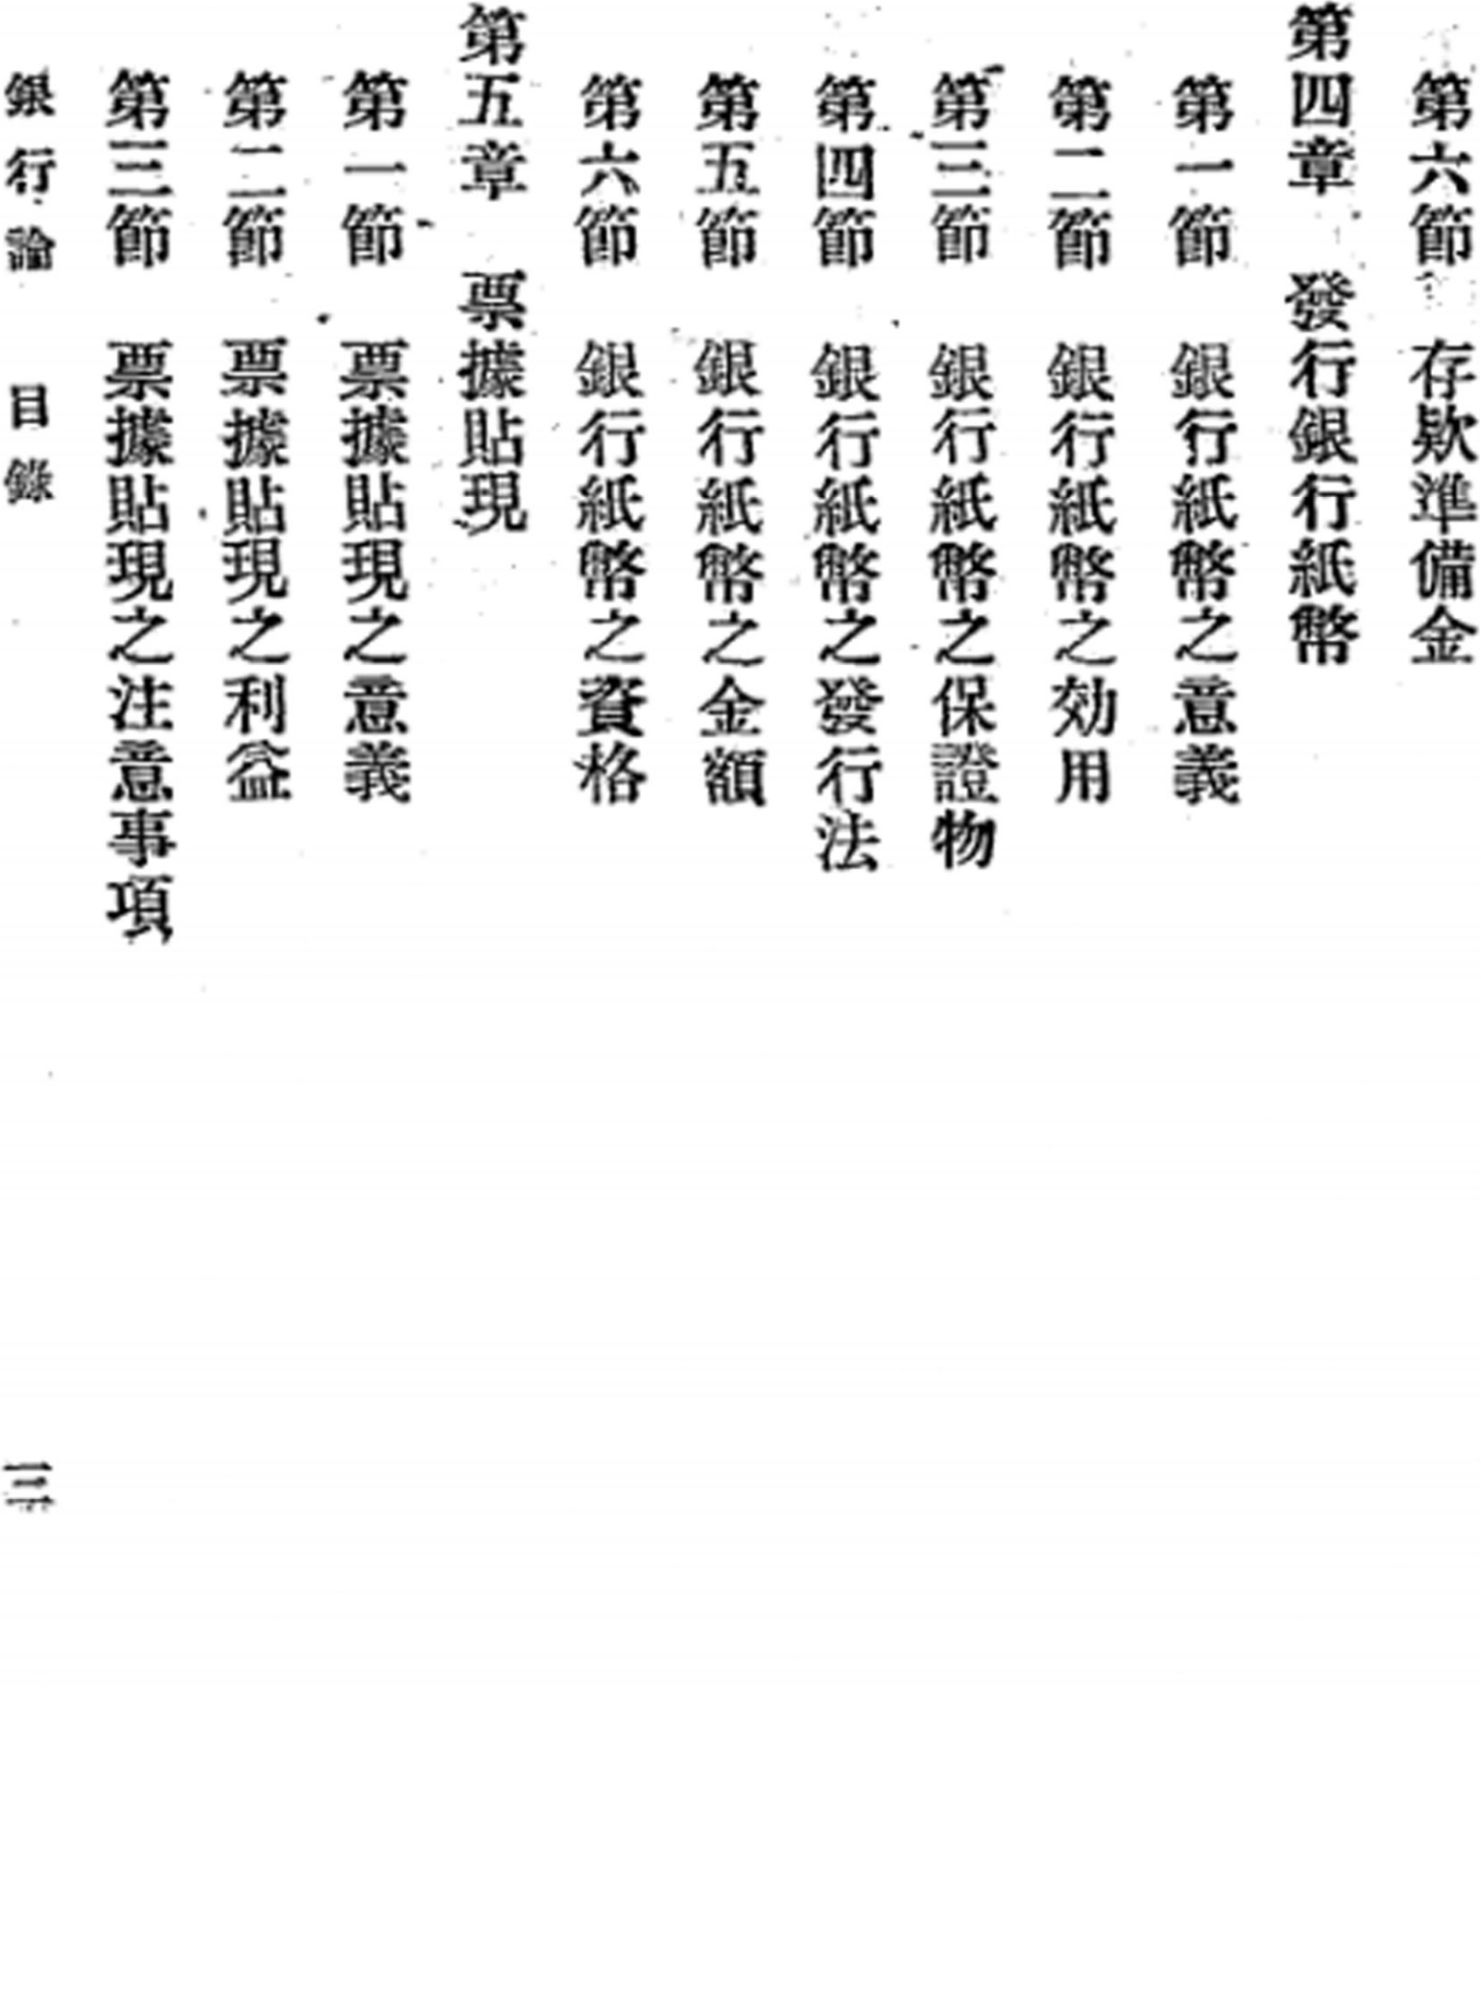 第六節　存欵準備金
第四章　發行銀行紙幣
第一節　銀行紙幣之意義
第二節　銀行紙幣之効用
第三節　銀行紙幣之保證物
第四節　銀行紙幣之發行法
第五節　銀行紙幣之金額
第六節　銀行紙幣之資格
第五章　票據貼現
第一節　票據貼現之意義
第二節　票據貼現之利益
第三節　票據貼現之注意事項
銀行論　目錄　三